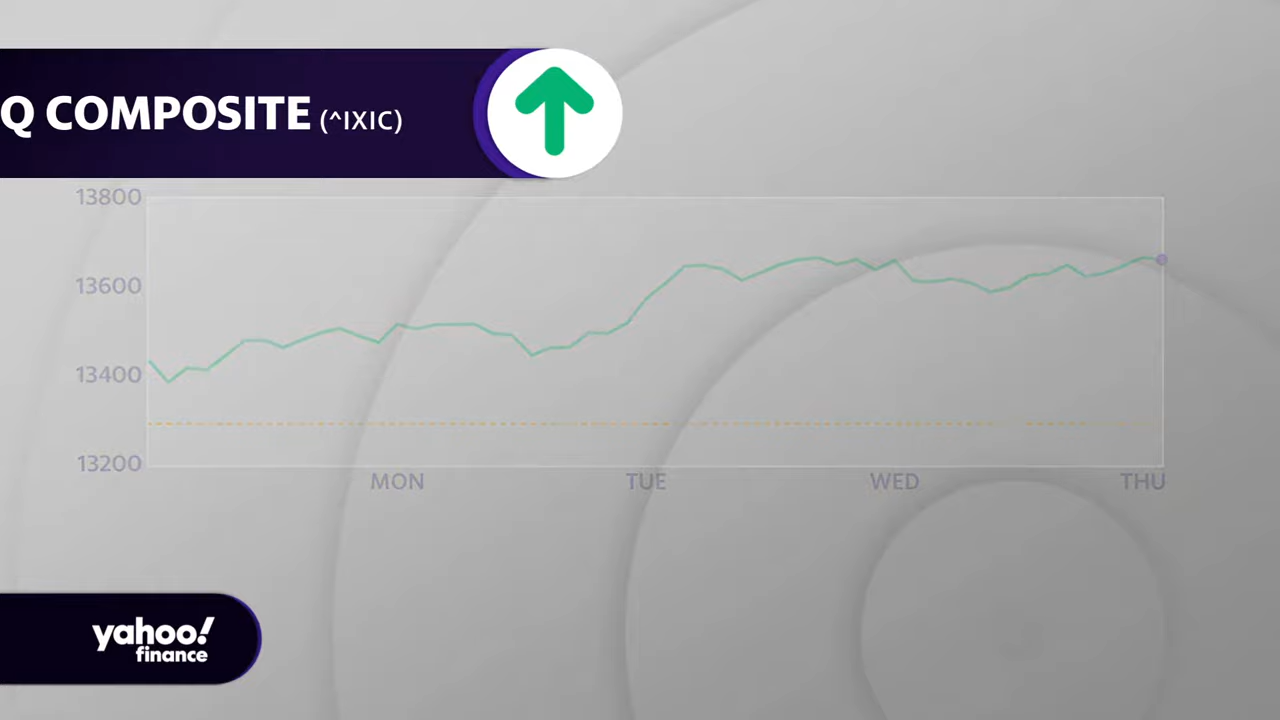 Q COMPOSITE (^IXIC)
13800
13600
13400
13200
MON TUE WED THU
yahoo!
finance